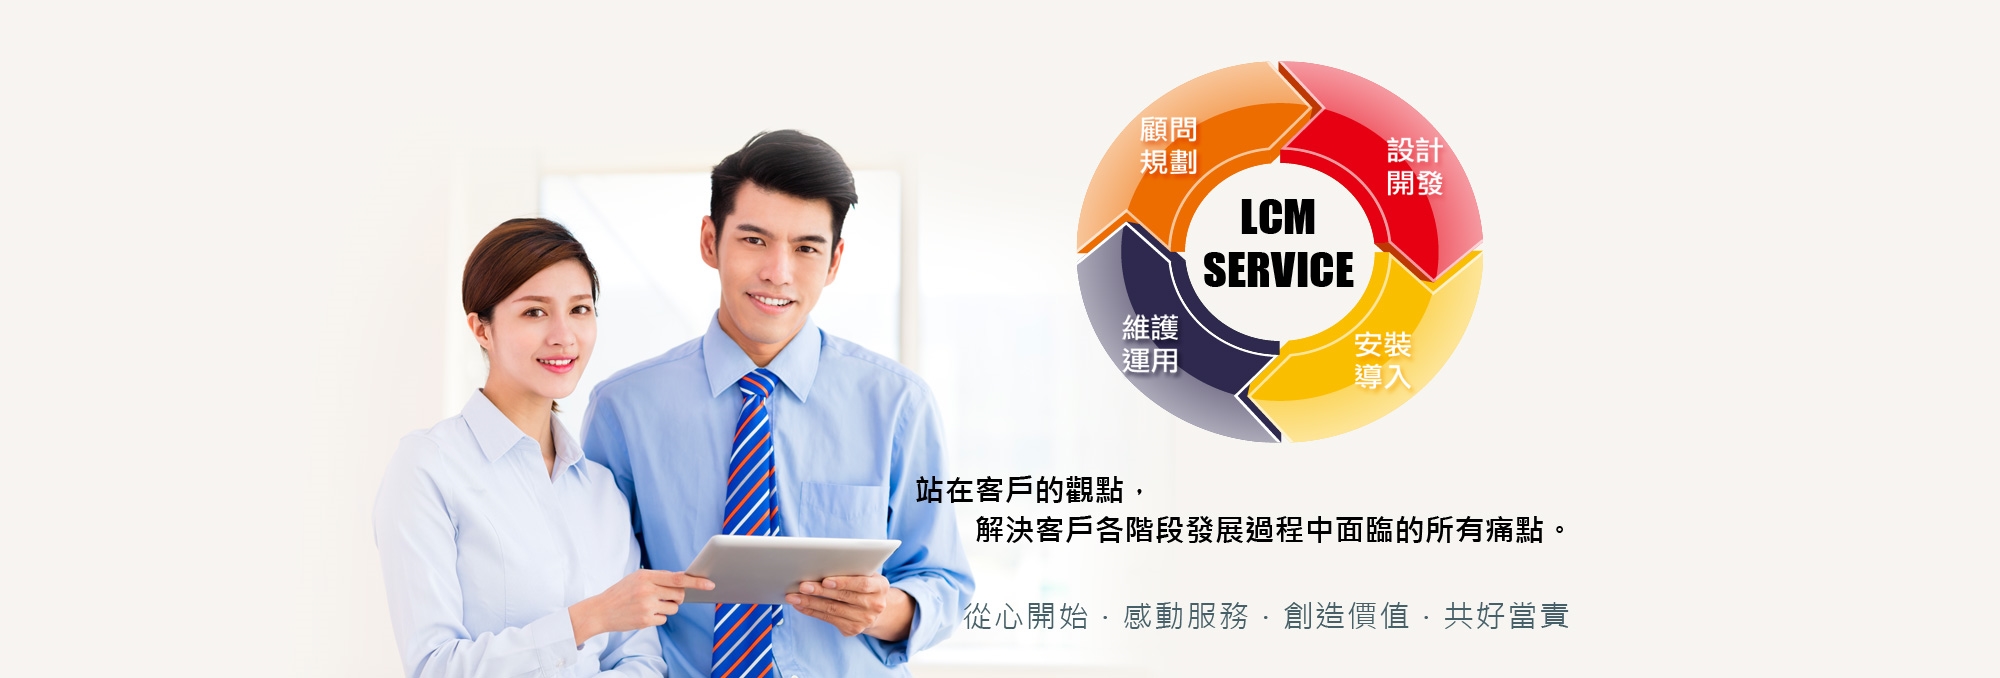 顧問
規劃
設計
開發
LCM
SERVICE
維護
運用
安裝
導入
站在客戶的觀點，
解決客戶各階段發展過程中面臨的所有痛點。
從心開始．感動服務．創造價值．共好當責